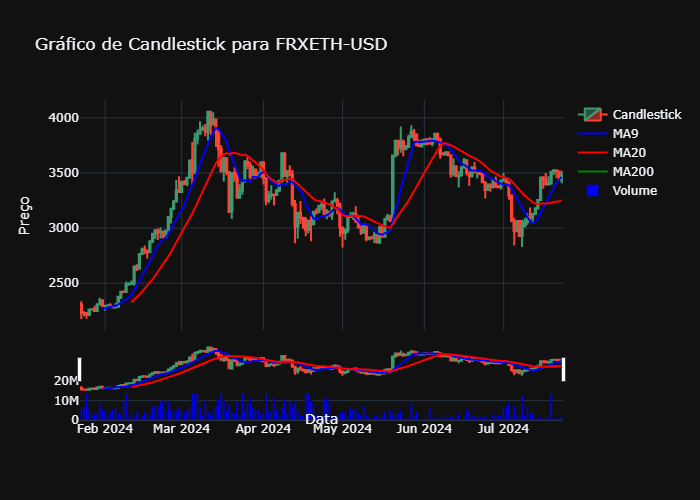 Gráfico de Candlestick para FRXETH-USD
Candlestick
MA9
MA20
MA200
Volume
Preço
4000
3500
3000
2500
20M
10M
0
Feb 2024 Mar 2024 Apr 2024 May 2024 Jun 2024 Jul 2024
Data